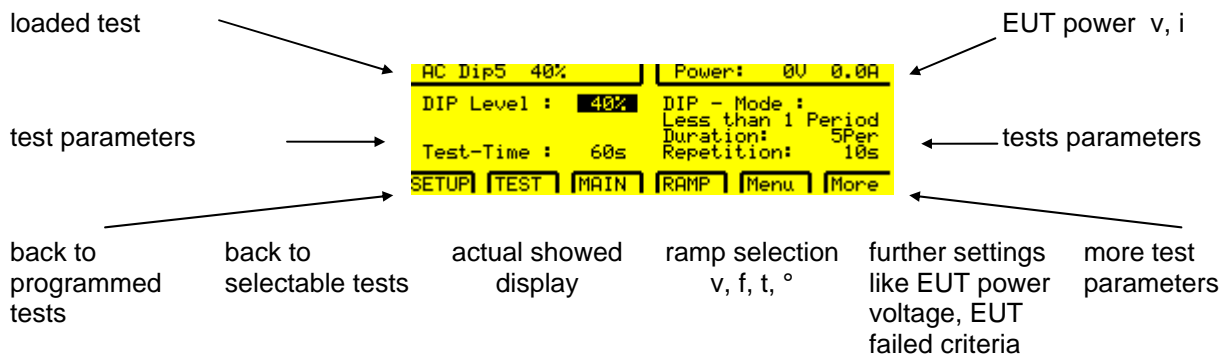 loaded test
EUT power v, i
AC Dip5 40%
Power: 0V 0.0A
DIP Level : 40%
DIP - Mode :
Less than 1 Period
test parameters
Duration: 5Per
tests parameters
Test-Time : 60s
Repetition: 10s
SETUP TEST MAIN RAMP Menu More
back to
programmed
tests
back to
selectable tests
actual showed
display
ramp selection
v, f, t, °
further settings
like EUT power
voltage, EUT
failed criteria
more test
parameters